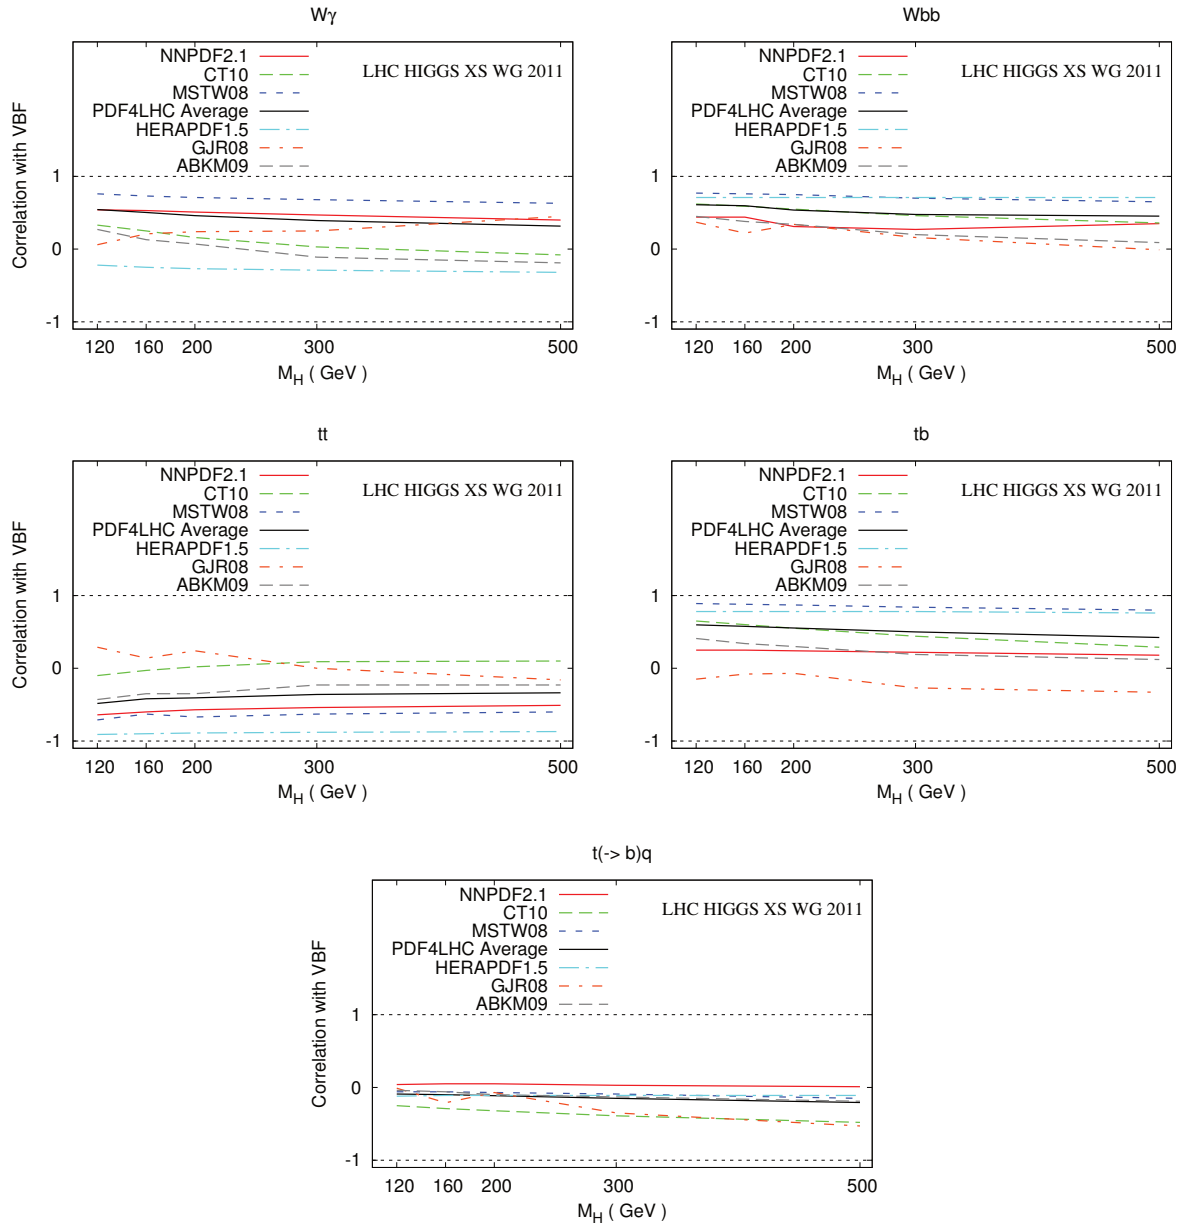 Wγ
NNPDF2.1
CT10
MSTW08
PDF4LHC Average
HERAPDF1.5
GJR08
ABKM09
LHC HIGGS XS WG 2011
Correlation with VBF
1
0
-1
120 160 200 300 500
M_H ( GeV )
Wbb
NNPDF2.1
CT10
MSTW08
PDF4LHC Average
HERAPDF1.5
GJR08
ABKM09
LHC HIGGS XS WG 2011
1
0
-1
120 160 200 300 500
M_H ( GeV )
tt
NNPDF2.1
CT10
MSTW08
PDF4LHC Average
HERAPDF1.5
GJR08
ABKM09
LHC HIGGS XS WG 2011
Correlation with VBF
1
0
-1
120 160 200 300 500
M_H ( GeV )
tb
NNPDF2.1
CT10
MSTW08
PDF4LHC Average
HERAPDF1.5
GJR08
ABKM09
LHC HIGGS XS WG 2011
1
0
-1
120 160 200 300 500
M_H ( GeV )
t(-> b)q
NNPDF2.1
CT10
MSTW08
PDF4LHC Average
HERAPDF1.5
GJR08
ABKM09
LHC HIGGS XS WG 2011
Correlation with VBF
1
0
-1
120 160 200 300 500
M_H ( GeV )